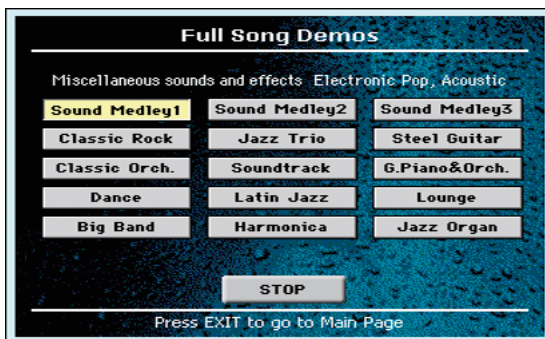 Full Song Demos
Miscellaneous sounds and effects Electronic Pop, Acoustic
Sound Medley1 Sound Medley2 Sound Medley3
Classic Rock Jazz Trio Steel Guitar
Classic Orch. Soundtrack G.Piano&Orch.
Dance Latin Jazz Lounge
Big Band Harmonica Jazz Organ
STOP
Press EXIT to go to Main Page